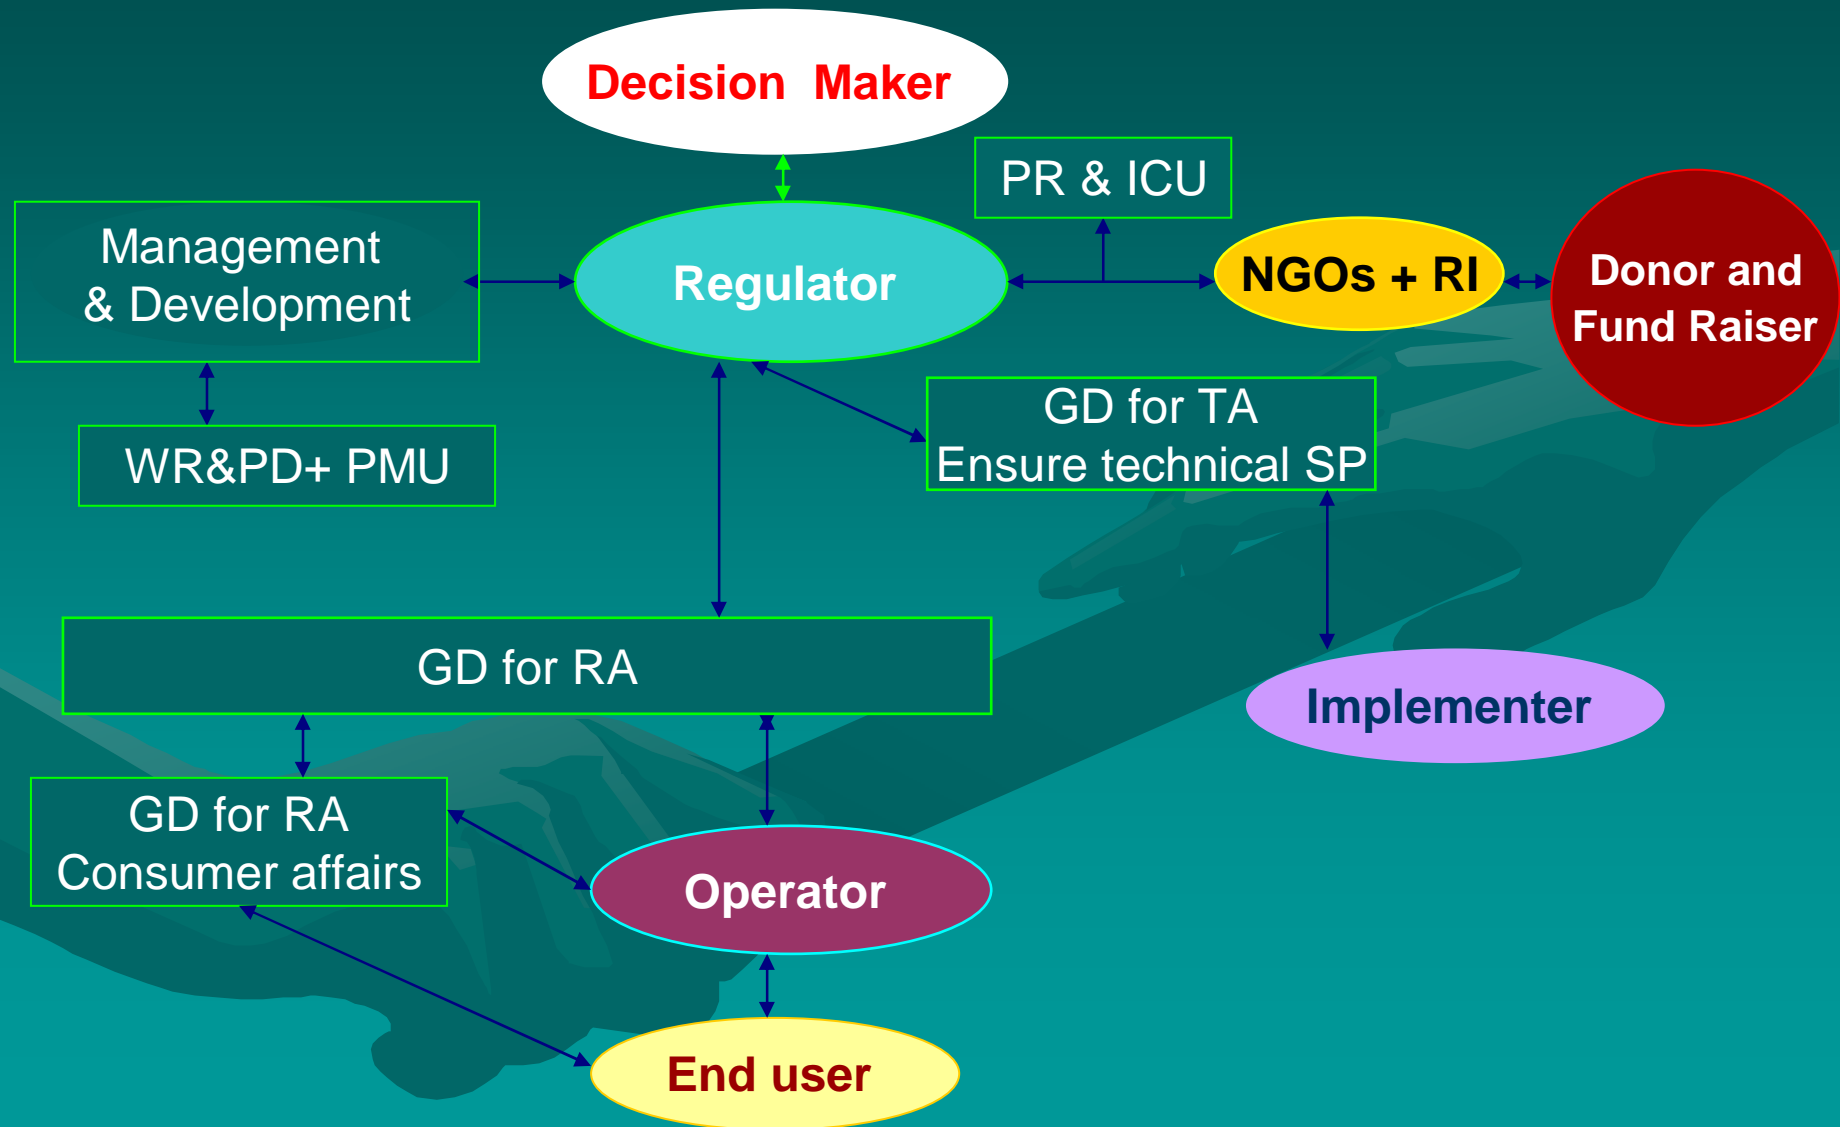 Decision Maker
PR & ICU
Management
& Development
Regulator
NGOs + RI
Donor and
Fund Raiser
GD for TA
Ensure technical SP
WR&PD+ PMU
GD for RA
Implementer
GD for RA
Consumer affairs
Operator
End user